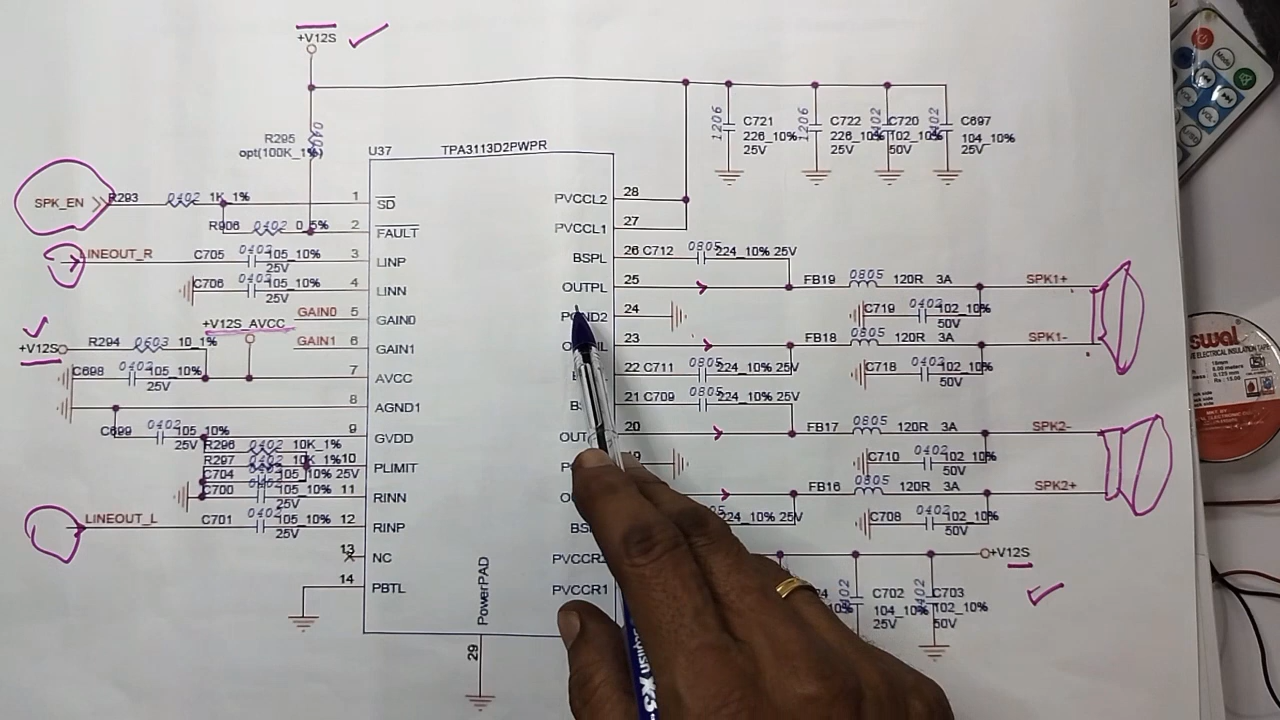 +V12S
R295
opt(100K_1%)
0402
U37
TPA3113D2PWPR
1206
C721
226_10%
25V
1206
C722
226_10%
25V
C720
102_10%
50V
C697
104_10%
25V
SPK_EN
R293
0402
1K_1%
1
SD
R906
0402
0_5%
2
FAULT
LINEOUT_R
C705
0402
105_10%
25V
3
LINP
C706
0402
105_10%
25V
4
LINN
GAIN0
5
GAIN0
+V12S_AVCC
GAIN1
6
GAIN1
+V12S
R294
0603
10_1%
C698
0402
105_10%
25V
7
AVCC
8
AGND1
C699
0402
105_10%
25V
9
GVDD
R296
0402
10K_1%
R297
0402
10K_1%
10
PLIMIT
C704
0402
105_10% 25V
C700
0402
105_10%
25V
11
RINN
LINEOUT_L
C701
0402
105_10%
25V
12
RINP
13
NC
14
PBTL
PowerPAD
29
PVCCL2
28
PVCCL1
27
BSPL
26
C712
0805
224_10% 25V
OUTPL
25
FB19
0805
120R
3A
SPK1+
24
C719
0402
102_10%
50V
23
FB18
0805
120R
3A
SPK1-
22
C711
0805
224_10%
25V
C718
0402
102_10%
50V
21
C709
0805
224_10% 25V
20
FB17
0805
120R
3A
SPK2-
C710
0402
102_10%
50V
FB16
0805
120R
3A
SPK2+
224_10% 25V
C708
0402
102_10%
50V
PVCCR1
+V12S
C702
104_10%
25V
C703
102_10%
50V
swal
Mode
VOL+